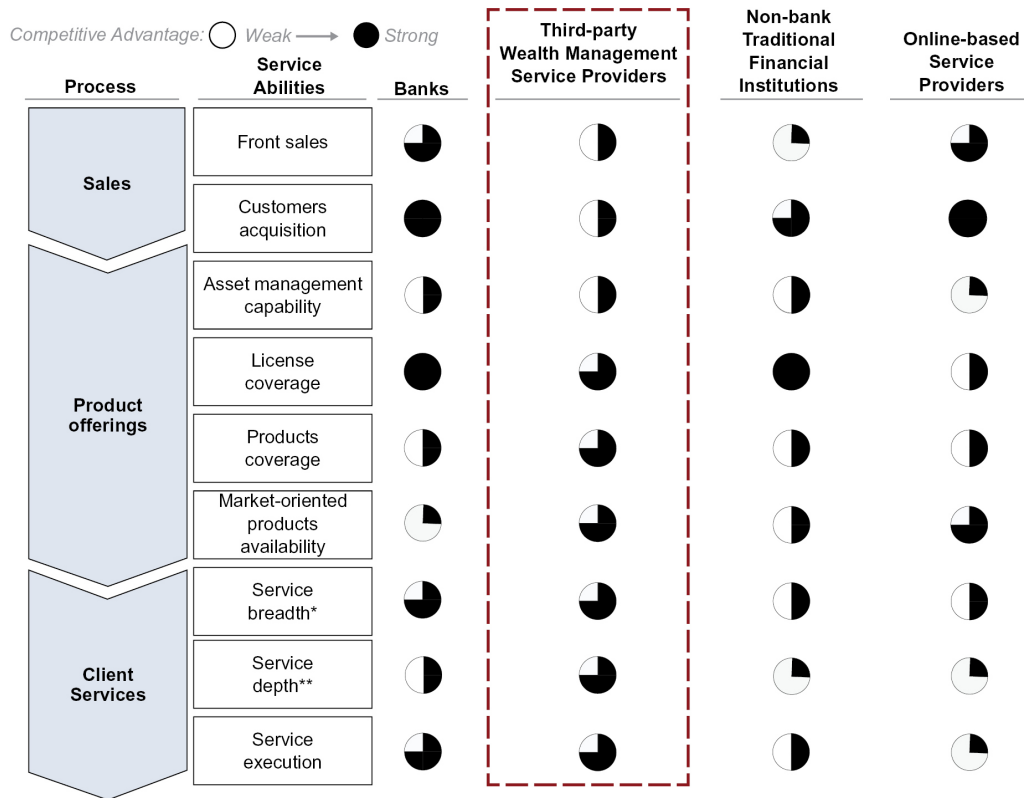 Competitive Advantage: Weak Strong
Process
Service
Abilities
Banks
Third-party
Wealth Management
Service Providers
Non-bank
Traditional
Financial
Institutions
Online-based
Service
Providers
Sales
Front sales
Customers
acquisition
Product
offerings
Asset management
capability
License
coverage
Products
coverage
Market-oriented
products
availability
Client
Services
Service
breadth*
Service
depth**
Service
execution